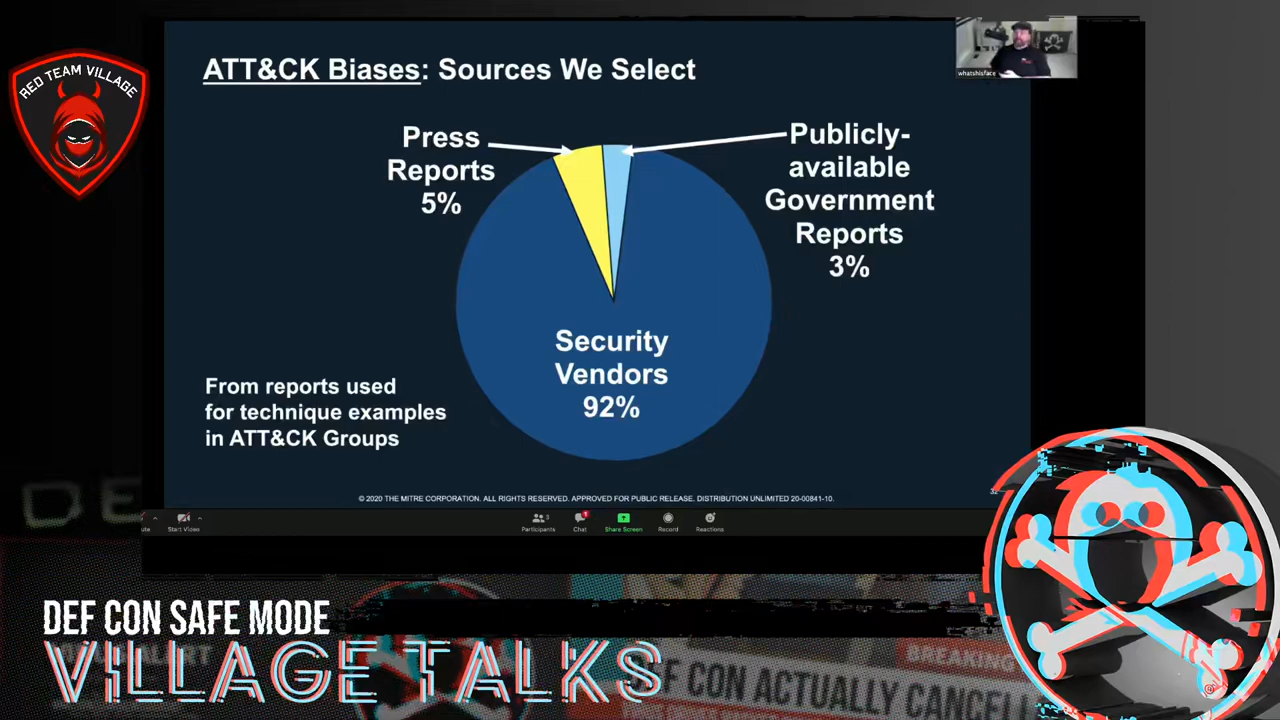 RED TEAM VILLAGE
ATT&CK Biases: Sources We Select
whatshisface
Press
Reports
5%
Publicly-
available
Government
Reports
3%
Security
Vendors
92%
From reports used
for technique examples
in ATT&CK Groups
© 2020 THE MITRE CORPORATION. ALL RIGHTS RESERVED. APPROVED FOR PUBLIC RELEASE. DISTRIBUTION UNLIMITED 20-00841-10.
Start Video
Participants
3
Chat
1
Share Screen
Record
Reactions
DEF CON SAFE MODE
VILLAGE TALKS
BREAKING
DEF CON ACTUALLY CANCEL